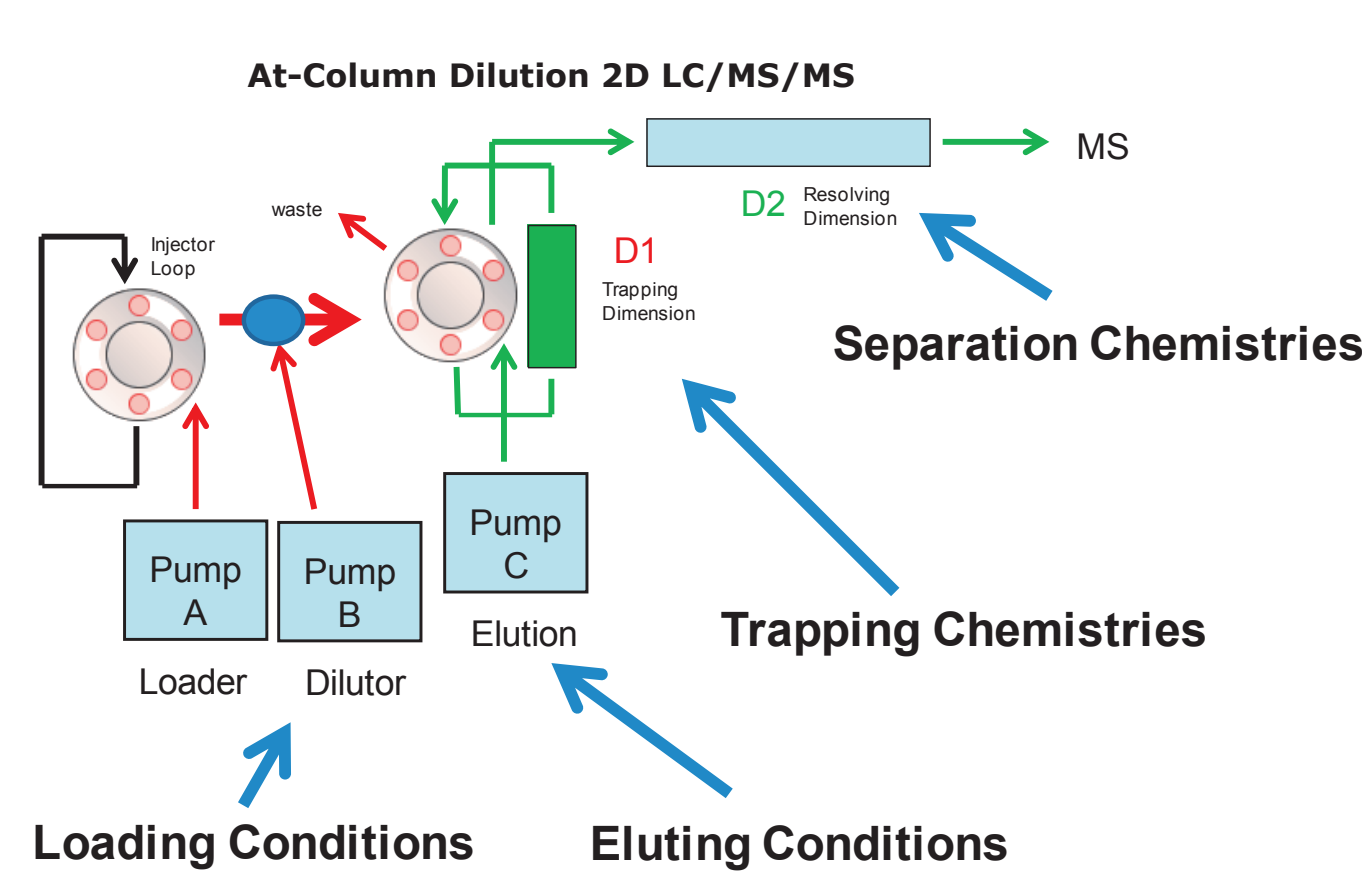 At-Column Dilution 2D LC/MS/MS
MS
D2
Resolving
Dimension
waste
Injector
Loop
D1
Trapping
Dimension
Separation Chemistries
Pump
A
Pump
B
Pump
C
Loader
Dilutor
Elution
Trapping Chemistries
Loading Conditions
Eluting Conditions